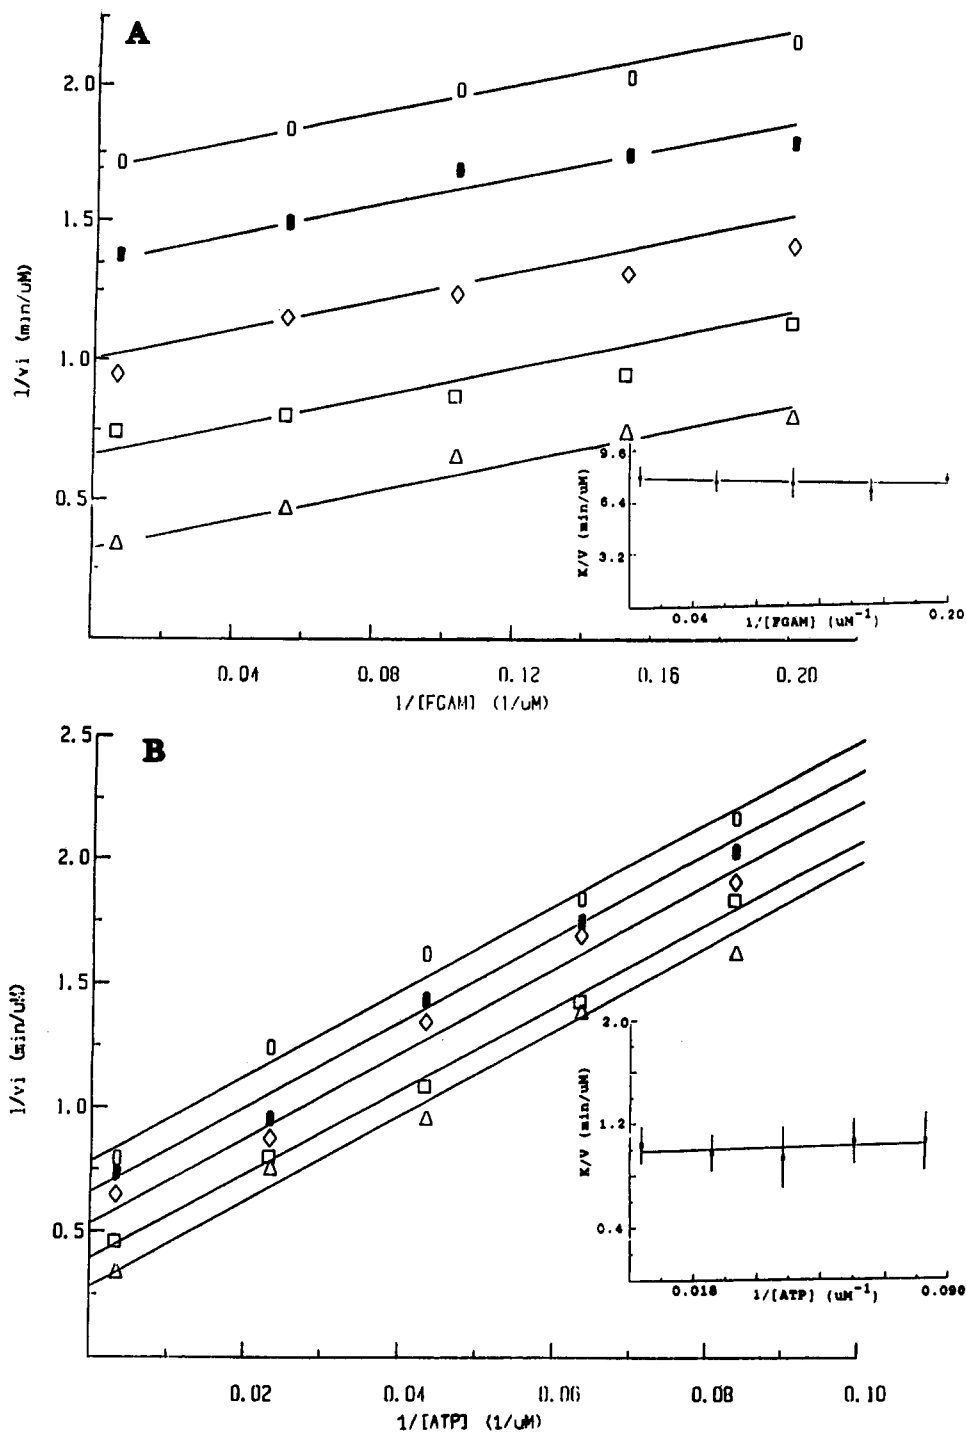 A
2.0
1.5
1.0
0.5
1/vi (min/uM)
0.04 0.08 0.12 0.16 0.20
1/[FGAM] (1/uM)
9.6
6.4
3.2
K/V (min/uM)
0.04 0.20
1/[FGAM] (uM-1)
B
2.5
2.0
1.5
1.0
0.5
1/vi (min/uM)
0.02 0.04 0.06 0.08 0.10
1/[ATP] (1/uM)
2.0
1.2
0.4
K/V (min/uM)
0.018 0.090
1/[ATP] (uM-1)